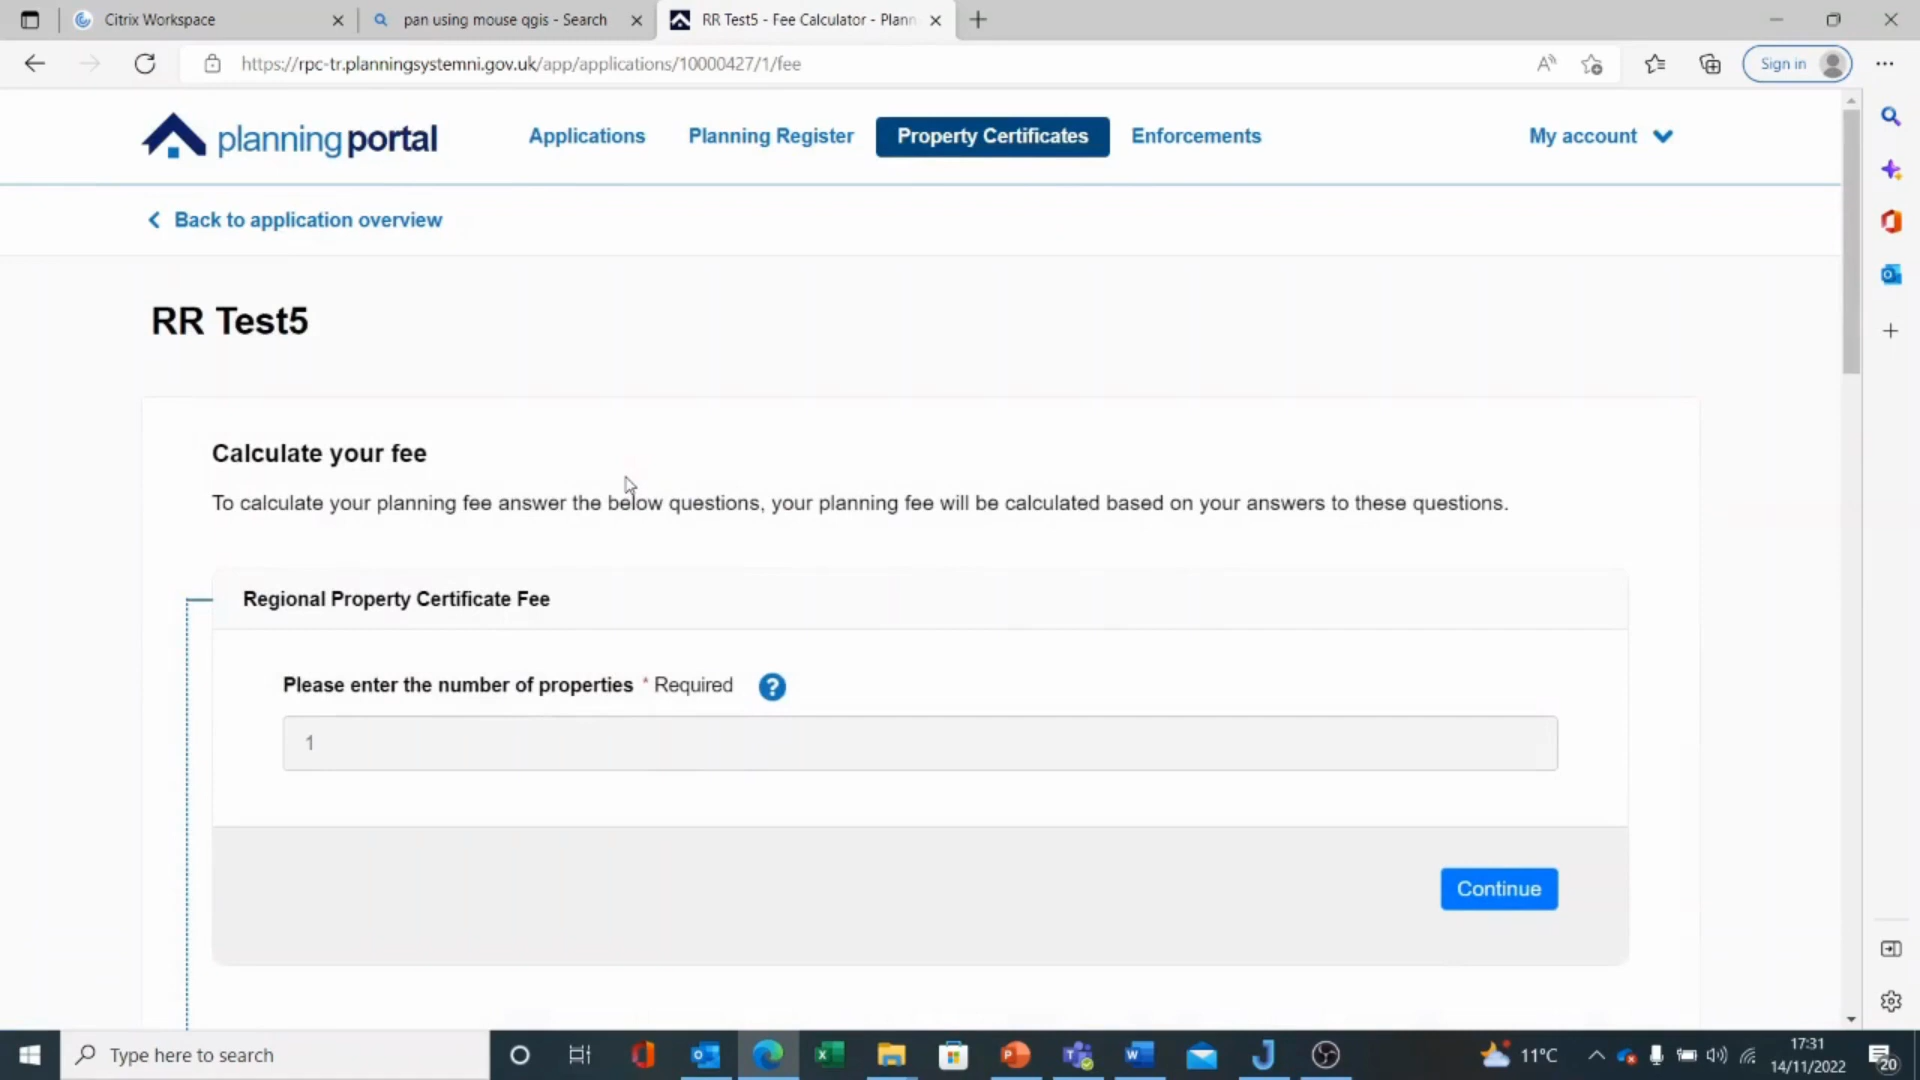 Citrix Workspace
pan using mouse qgis - Search
RR Test5 - Fee Calculator - Plann
https://rpc-tr.planningsystemni.gov.uk/app/applications/10000427/1/fee
Sign in
planningportal
Applications
Planning Register
Property Certificates
Enforcements
My account
Back to application overview
RR Test5
Calculate your fee
To calculate your planning fee answer the below questions, your planning fee will be calculated based on your answers to these questions.
Regional Property Certificate Fee
Please enter the number of properties * Required ?
1
Continue
Type here to search
11°C
17:31
14/11/2022
20